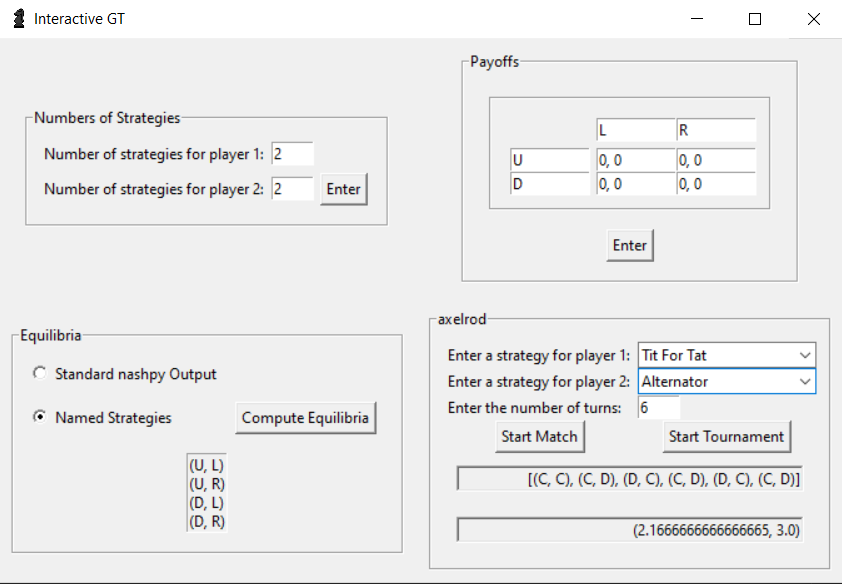 Interactive GT
Numbers of Strategies
Number of strategies for player 1: 2
Number of strategies for player 2: 2 Enter
Payoffs
L R
U 0, 0 0, 0
D 0, 0 0, 0
Enter
Equilibria
Standard nashpy Output
Named Strategies Compute Equilibria
(U, L)
(U, R)
(D, L)
(D, R)
axelrod
Enter a strategy for player 1: Tit For Tat
Enter a strategy for player 2: Alternator
Enter the number of turns: 6
Start Match Start Tournament
[(C, C), (C, D), (D, C), (C, D), (D, C), (C, D)]
(2.1666666666666665, 3.0)